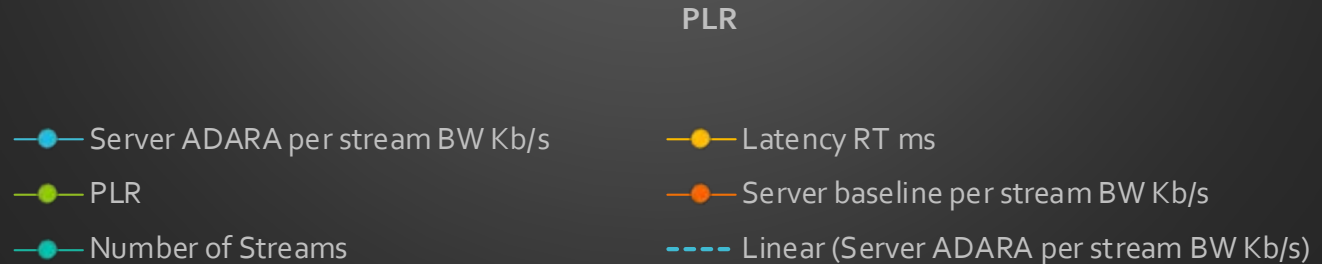 PLR
Server ADARA per stream BW Kb/s
Latency RT ms
PLR
Server baseline per stream BW Kb/s
Number of Streams
Linear (Server ADARA per stream BW Kb/s)